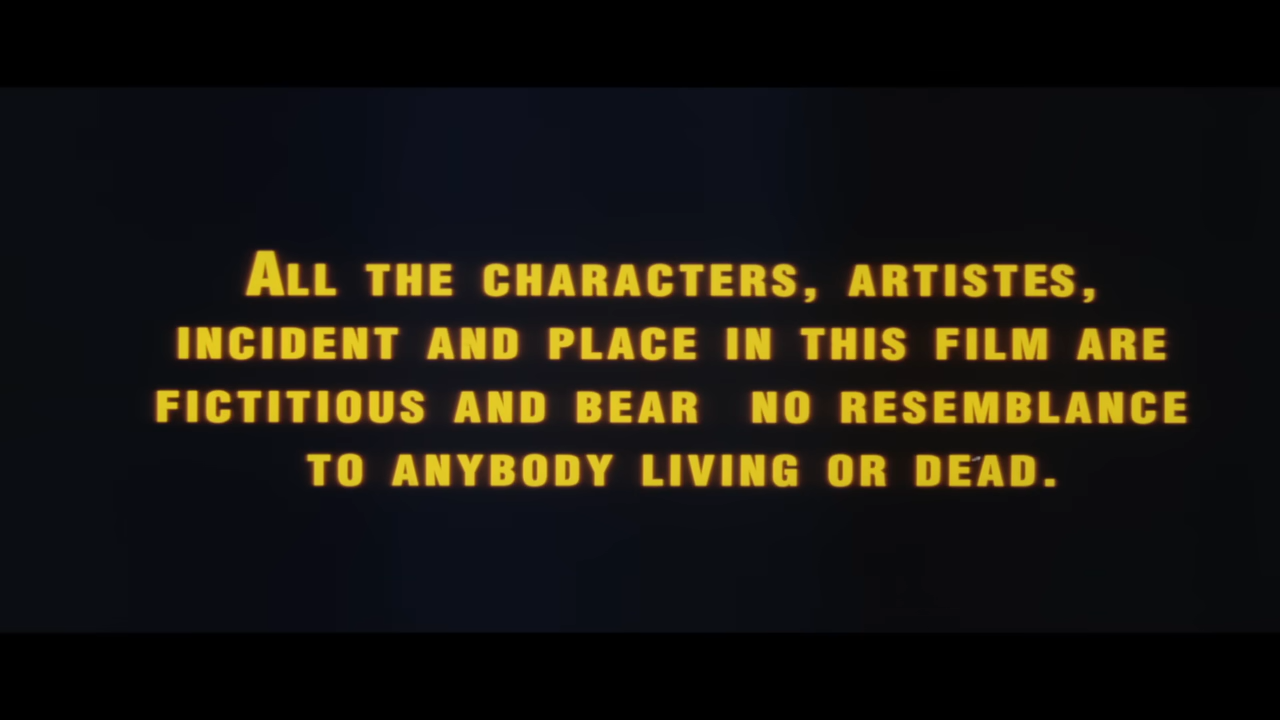 ALL THE CHARACTERS, ARTISTES,
INCIDENT AND PLACE IN THIS FILM ARE
FICTITIOUS AND BEAR NO RESEMBLANCE
TO ANYBODY LIVING OR DEAD.